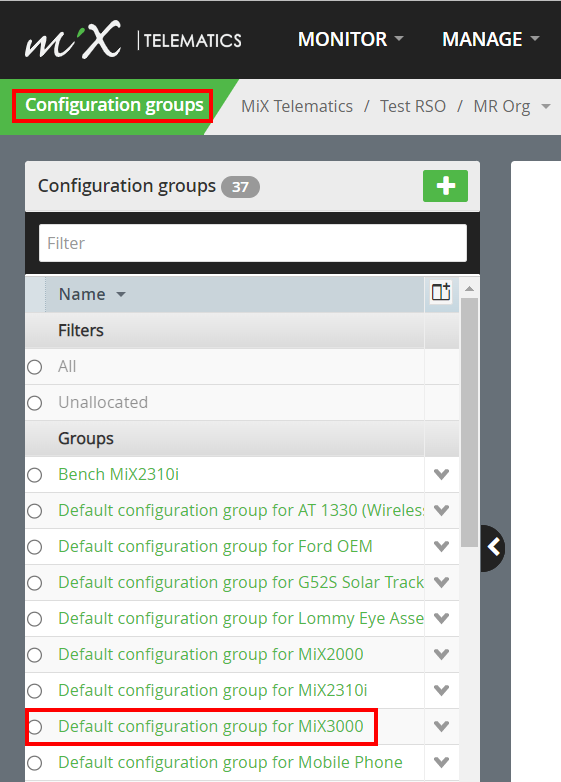 miX | TELEMATICS MONITOR MANAGE
Configuration groups MiX Telematics / Test RSO / MR Org
Configuration groups 37
Filter
Name
Filters
All
Unallocated
Groups
Bench MiX2310i
Default configuration group for AT 1330 (Wireles
Default configuration group for Ford OEM
Default configuration group for G52S Solar Track
Default configuration group for Lommy Eye Asse
Default configuration group for MiX2000
Default configuration group for MiX2310i
Default configuration group for MiX3000
Default configuration group for Mobile Phone